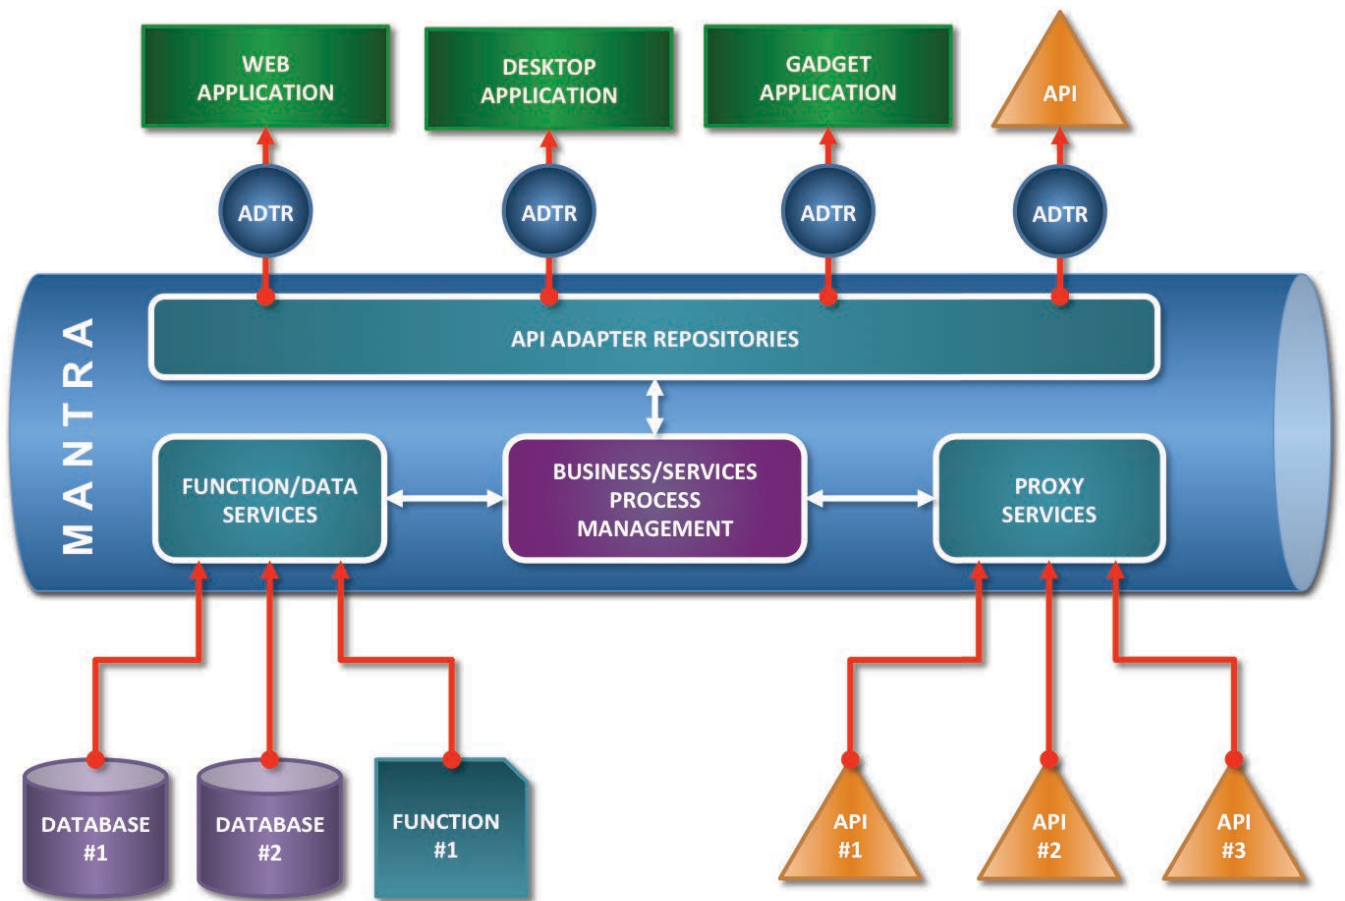 WEB
APPLICATION
DESKTOP
APPLICATION
GADGET
APPLICATION
API
ADTR
ADTR
ADTR
ADTR
MANTRA
API ADAPTER REPOSITORIES
FUNCTION/DATA
SERVICES
BUSINESS/SERVICES
PROCESS
MANAGEMENT
PROXY
SERVICES
DATABASE
#1
DATABASE
#2
FUNCTION
#1
API
#1
API
#2
API
#3